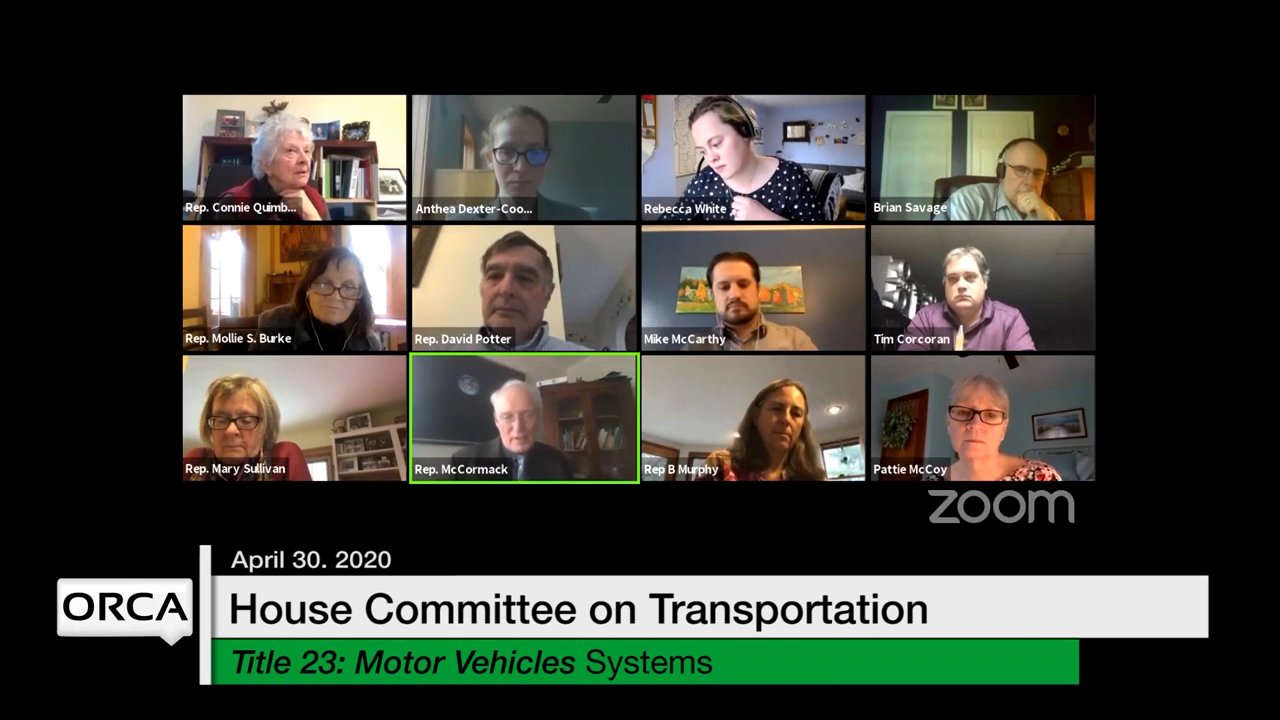 Rep. Connie Quimb...
Anthea Dexter-Coo...
Rebecca White
Brian Savage
Rep. Mollie S. Burke
Rep. David Potter
Mike McCarthy
Tim Corcoran
Rep. Mary Sullivan
Rep. McCormack
Rep B Murphy
Pattie McCoy
zoom
April 30. 2020
ORCA
House Committee on Transportation
Title 23: Motor Vehicles Systems